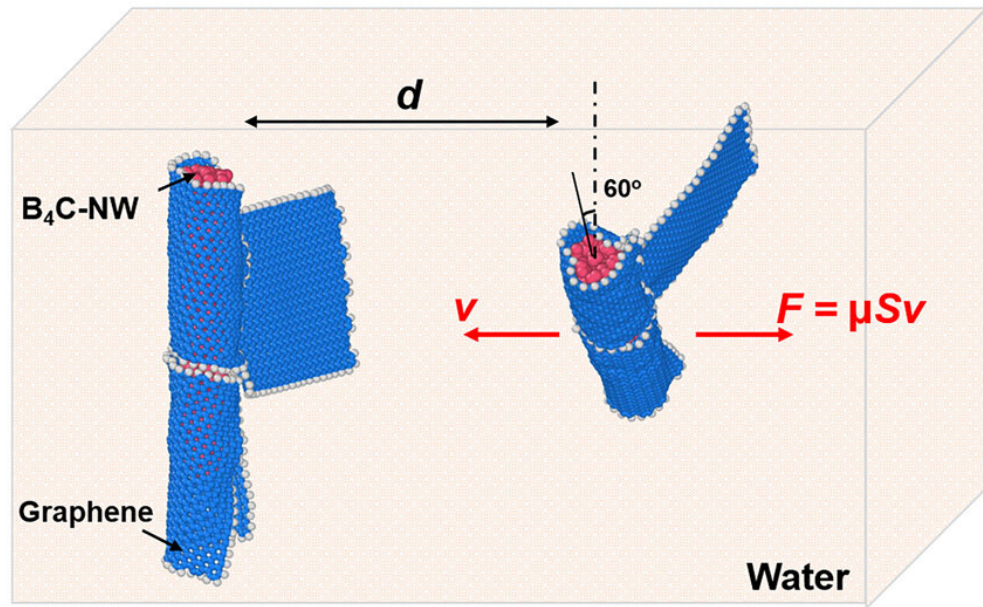 d
B₄C-NW
60°
v
F = μSv
Graphene
Water